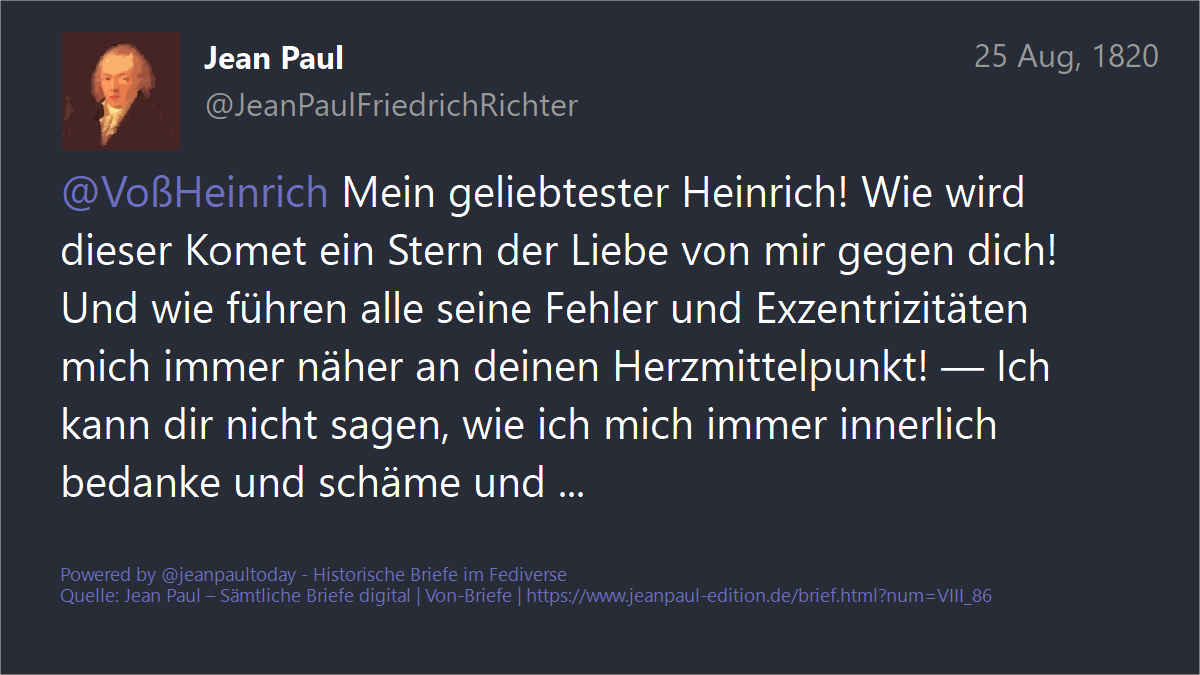 Jean Paul
25 Aug, 1820
@JeanPaulFriedrichRichter
@VoßHeinrich Mein geliebtester Heinrich! Wie wird
dieser Komet ein Stern der Liebe von mir gegen dich!
Und wie führen alle seine Fehler und Exzentrizitäten
mich immer näher an deinen Herzmittelpunkt! — Ich
kann dir nicht sagen, wie ich mich immer innerlich
bedanke und schäme und ...
Powered by @jeanpaultoday - Historische Briefe im Fediverse
Quelle: Jean Paul – Sämtliche Briefe digital | Von-Briefe | https://www.jeanpaul-edition.de/brief.html?num=VIII_86